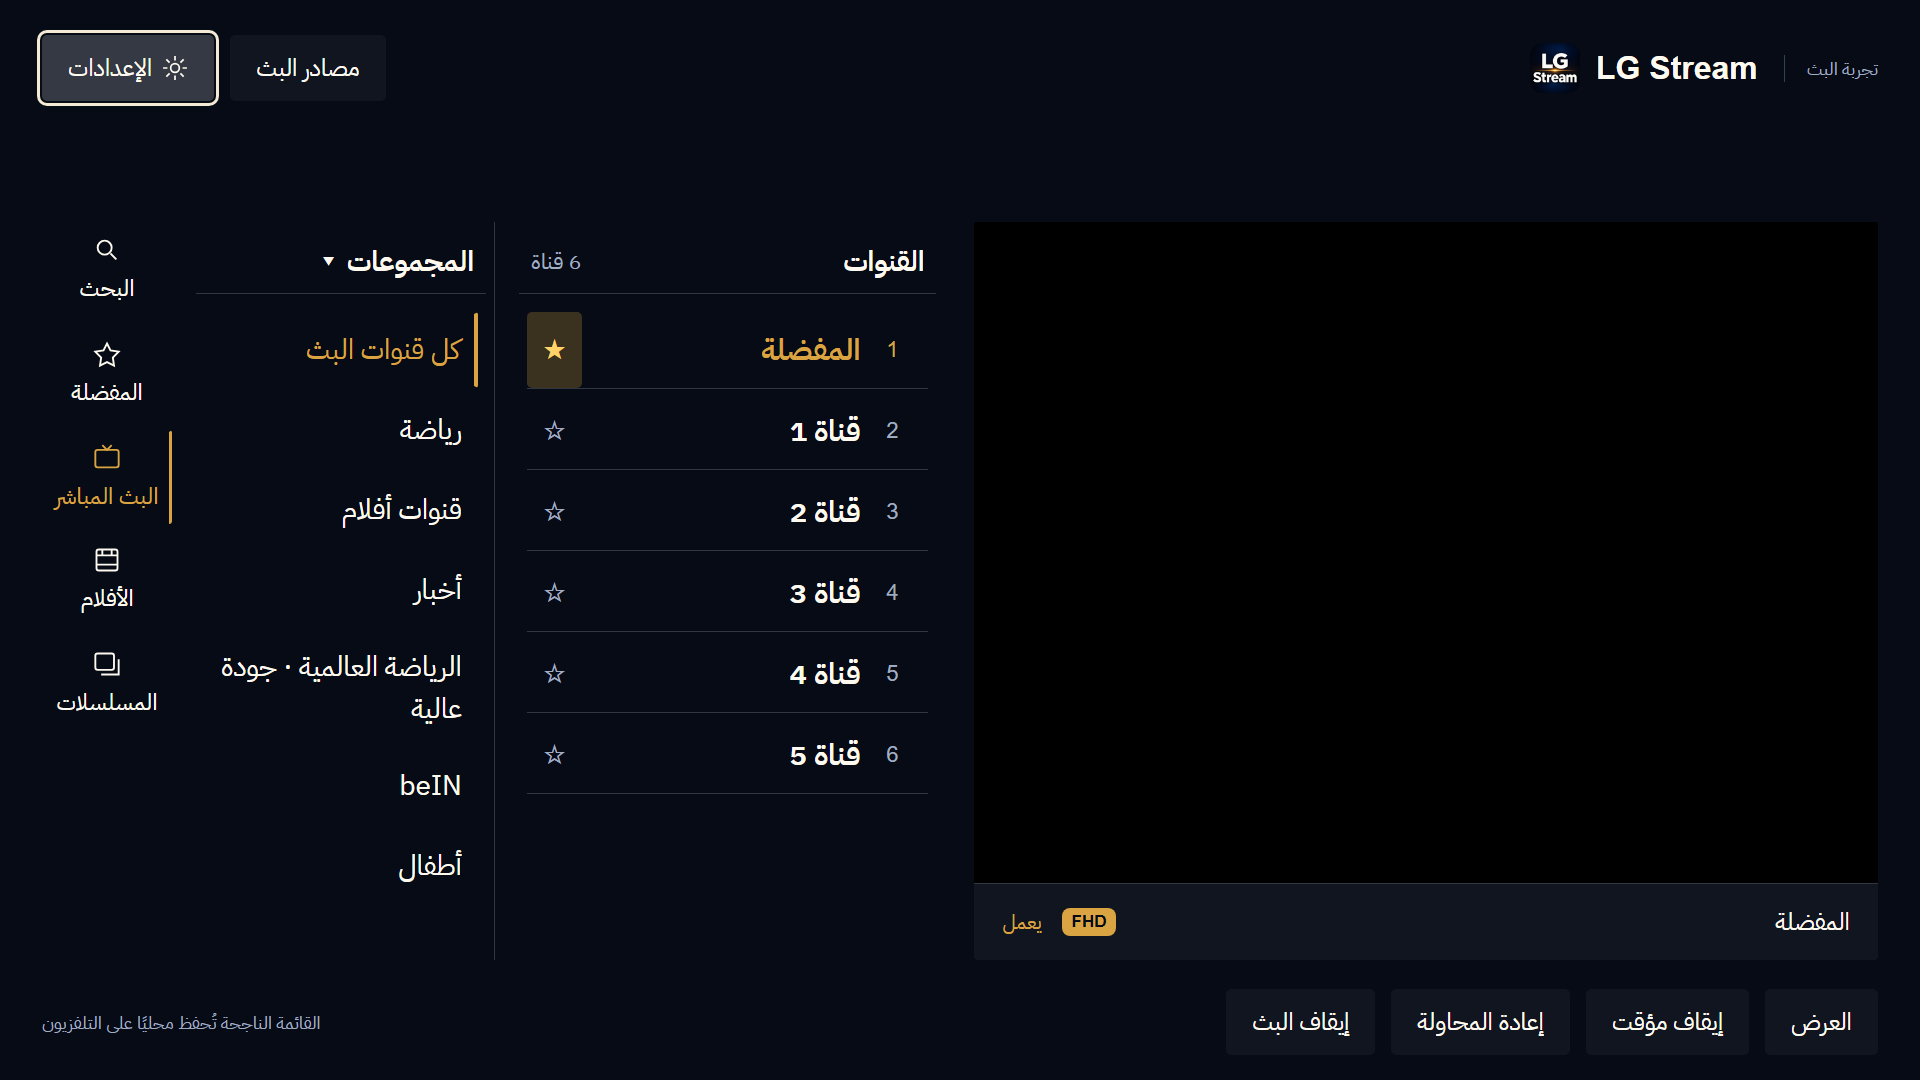 تجربة البث
LG Stream
LG
Stream
مصادر البث
الإعدادات
القنوات
6 قناة
1 المفضلة
2 قناة 1
3 قناة 2
4 قناة 3
5 قناة 4
6 قناة 5
المجموعات
كل قنوات البث
رياضة
قنوات أفلام
أخبار
الرياضة العالمية · جودة
عالية
beIN
أطفال
البحث
المفضلة
البث المباشر
الأفلام
المسلسلات
المفضلة
FHD
يعمل
العرض
إيقاف مؤقت
إعادة المحاولة
إيقاف البث
القائمة الناجحة تُحفظ محليًا على التلفزيون